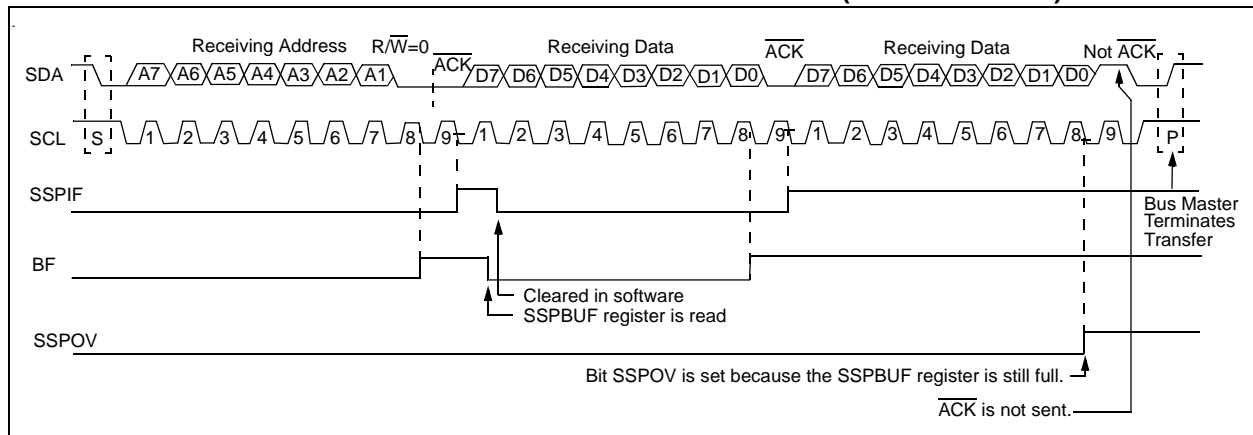 Receiving Address R/W=0 ACK Receiving Data ACK Receiving Data Not ACK
SDA A7 A6 A5 A4 A3 A2 A1 D7 D6 D5 D4 D3 D2 D1 D0 D7 D6 D5 D4 D3 D2 D1 D0
SCL S 1 2 3 4 5 6 7 8 9 1 2 3 4 5 6 7 8 9 1 2 3 4 5 6 7 8 9 P
SSPIF
Bus Master
Terminates
Transfer
BF
Cleared in software
SSPBUF register is read
SSPOV
Bit SSPOV is set because the SSPBUF register is still full.
ACK is not sent.